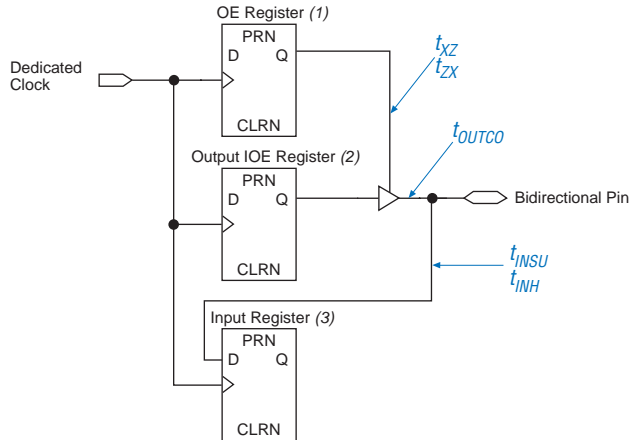 OE Register (1)
PRN
D Q
CLRN
Dedicated
Clock
tXZ
tZX
tOUTCO
Output IOE Register (2)
PRN
D Q
CLRN
Bidirectional Pin
tINSU
tINH
Input Register (3)
PRN
D Q
CLRN